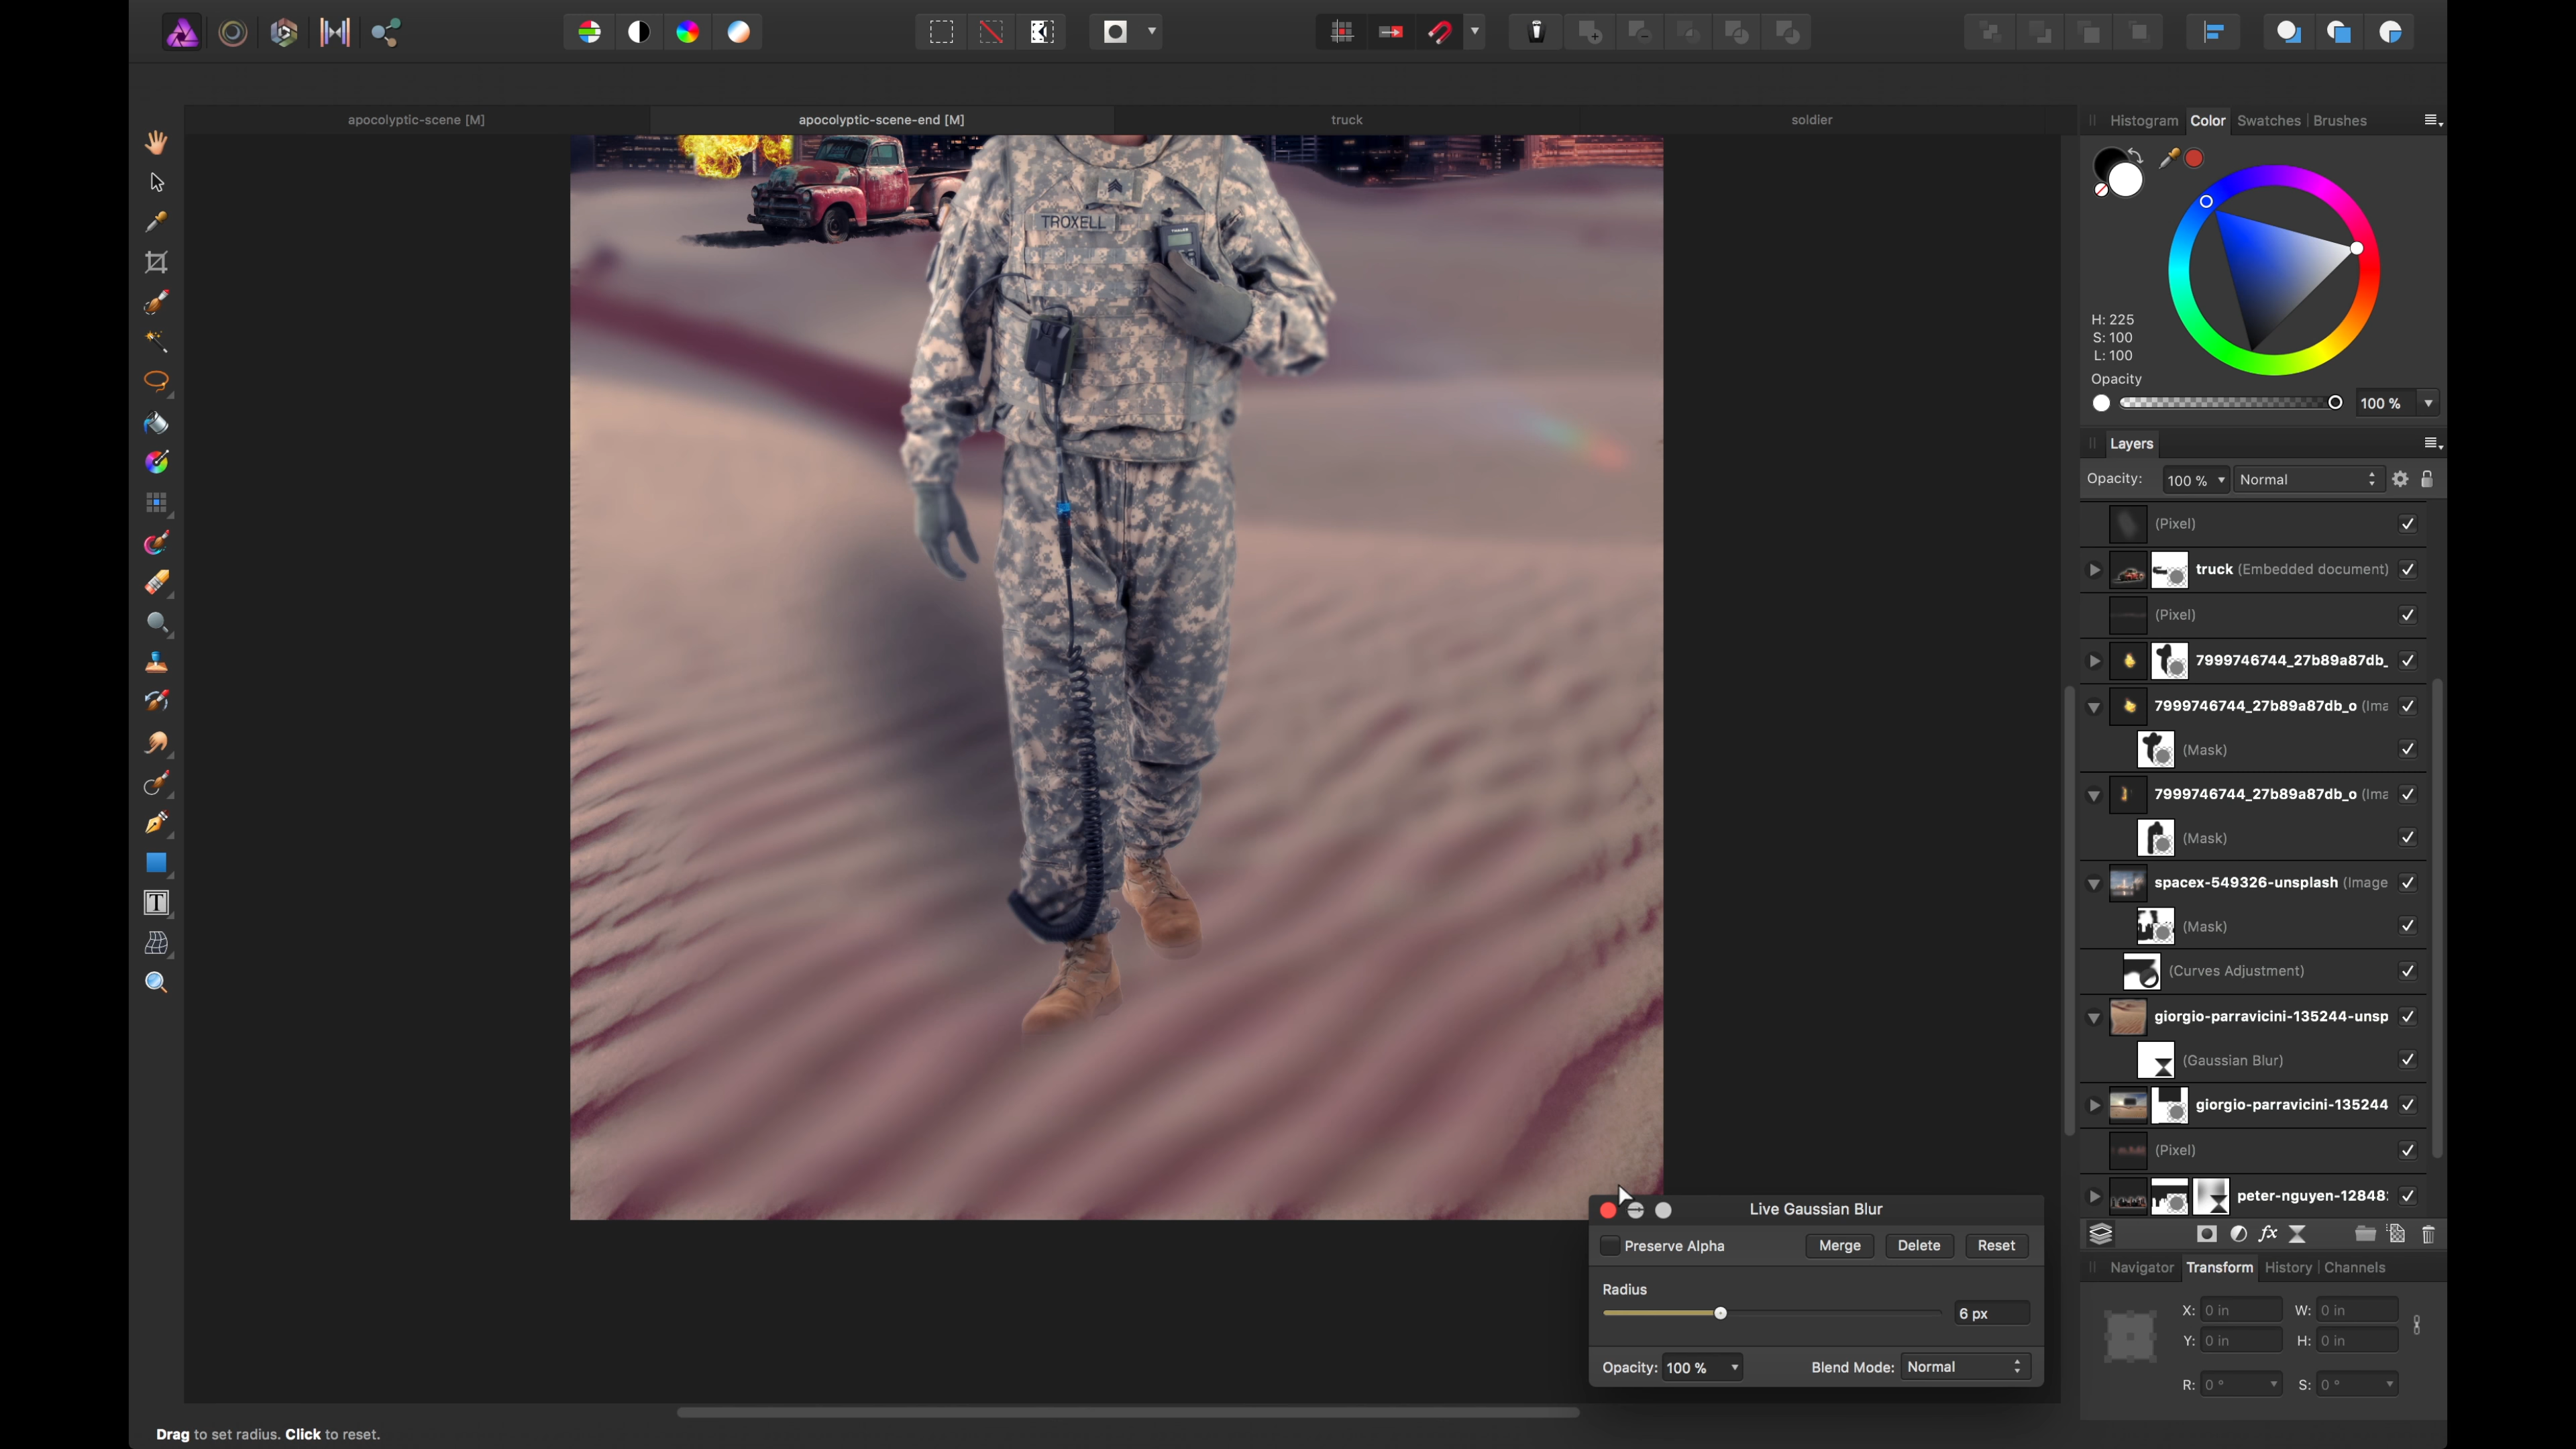 apocolyptic-scene [M]
apocolyptic-scene-end [M]
truck
soldier
Histogram
Color
Swatches
Brushes
H: 225
S: 100
L: 100
Opacity
100 %
Layers
Opacity:
100 %
Normal
(Pixel)
truck (Embedded document)
(Pixel)
7999746744_27b89a87db_
7999746744_27b89a87db_o (Ima
(Mask)
7999746744_27b89a87db_o (Ima
(Mask)
spacex-549326-unsplash (Image
(Mask)
(Curves Adjustment)
giorgio-parravicini-135244-unsp
(Gaussian Blur)
giorgio-parravicini-135244
(Pixel)
peter-nguyen-12848
fx
Navigator
Transform
History
Channels
X: 0 in
W: 0 in
Y: 0 in
H: 0 in
R: 0 °
S: 0 °
TROXELL
THALES
T
Live Gaussian Blur
Preserve Alpha
Merge
Delete
Reset
Radius
6 px
Opacity: 100 %
Blend Mode: Normal
Drag to set radius. Click to reset.